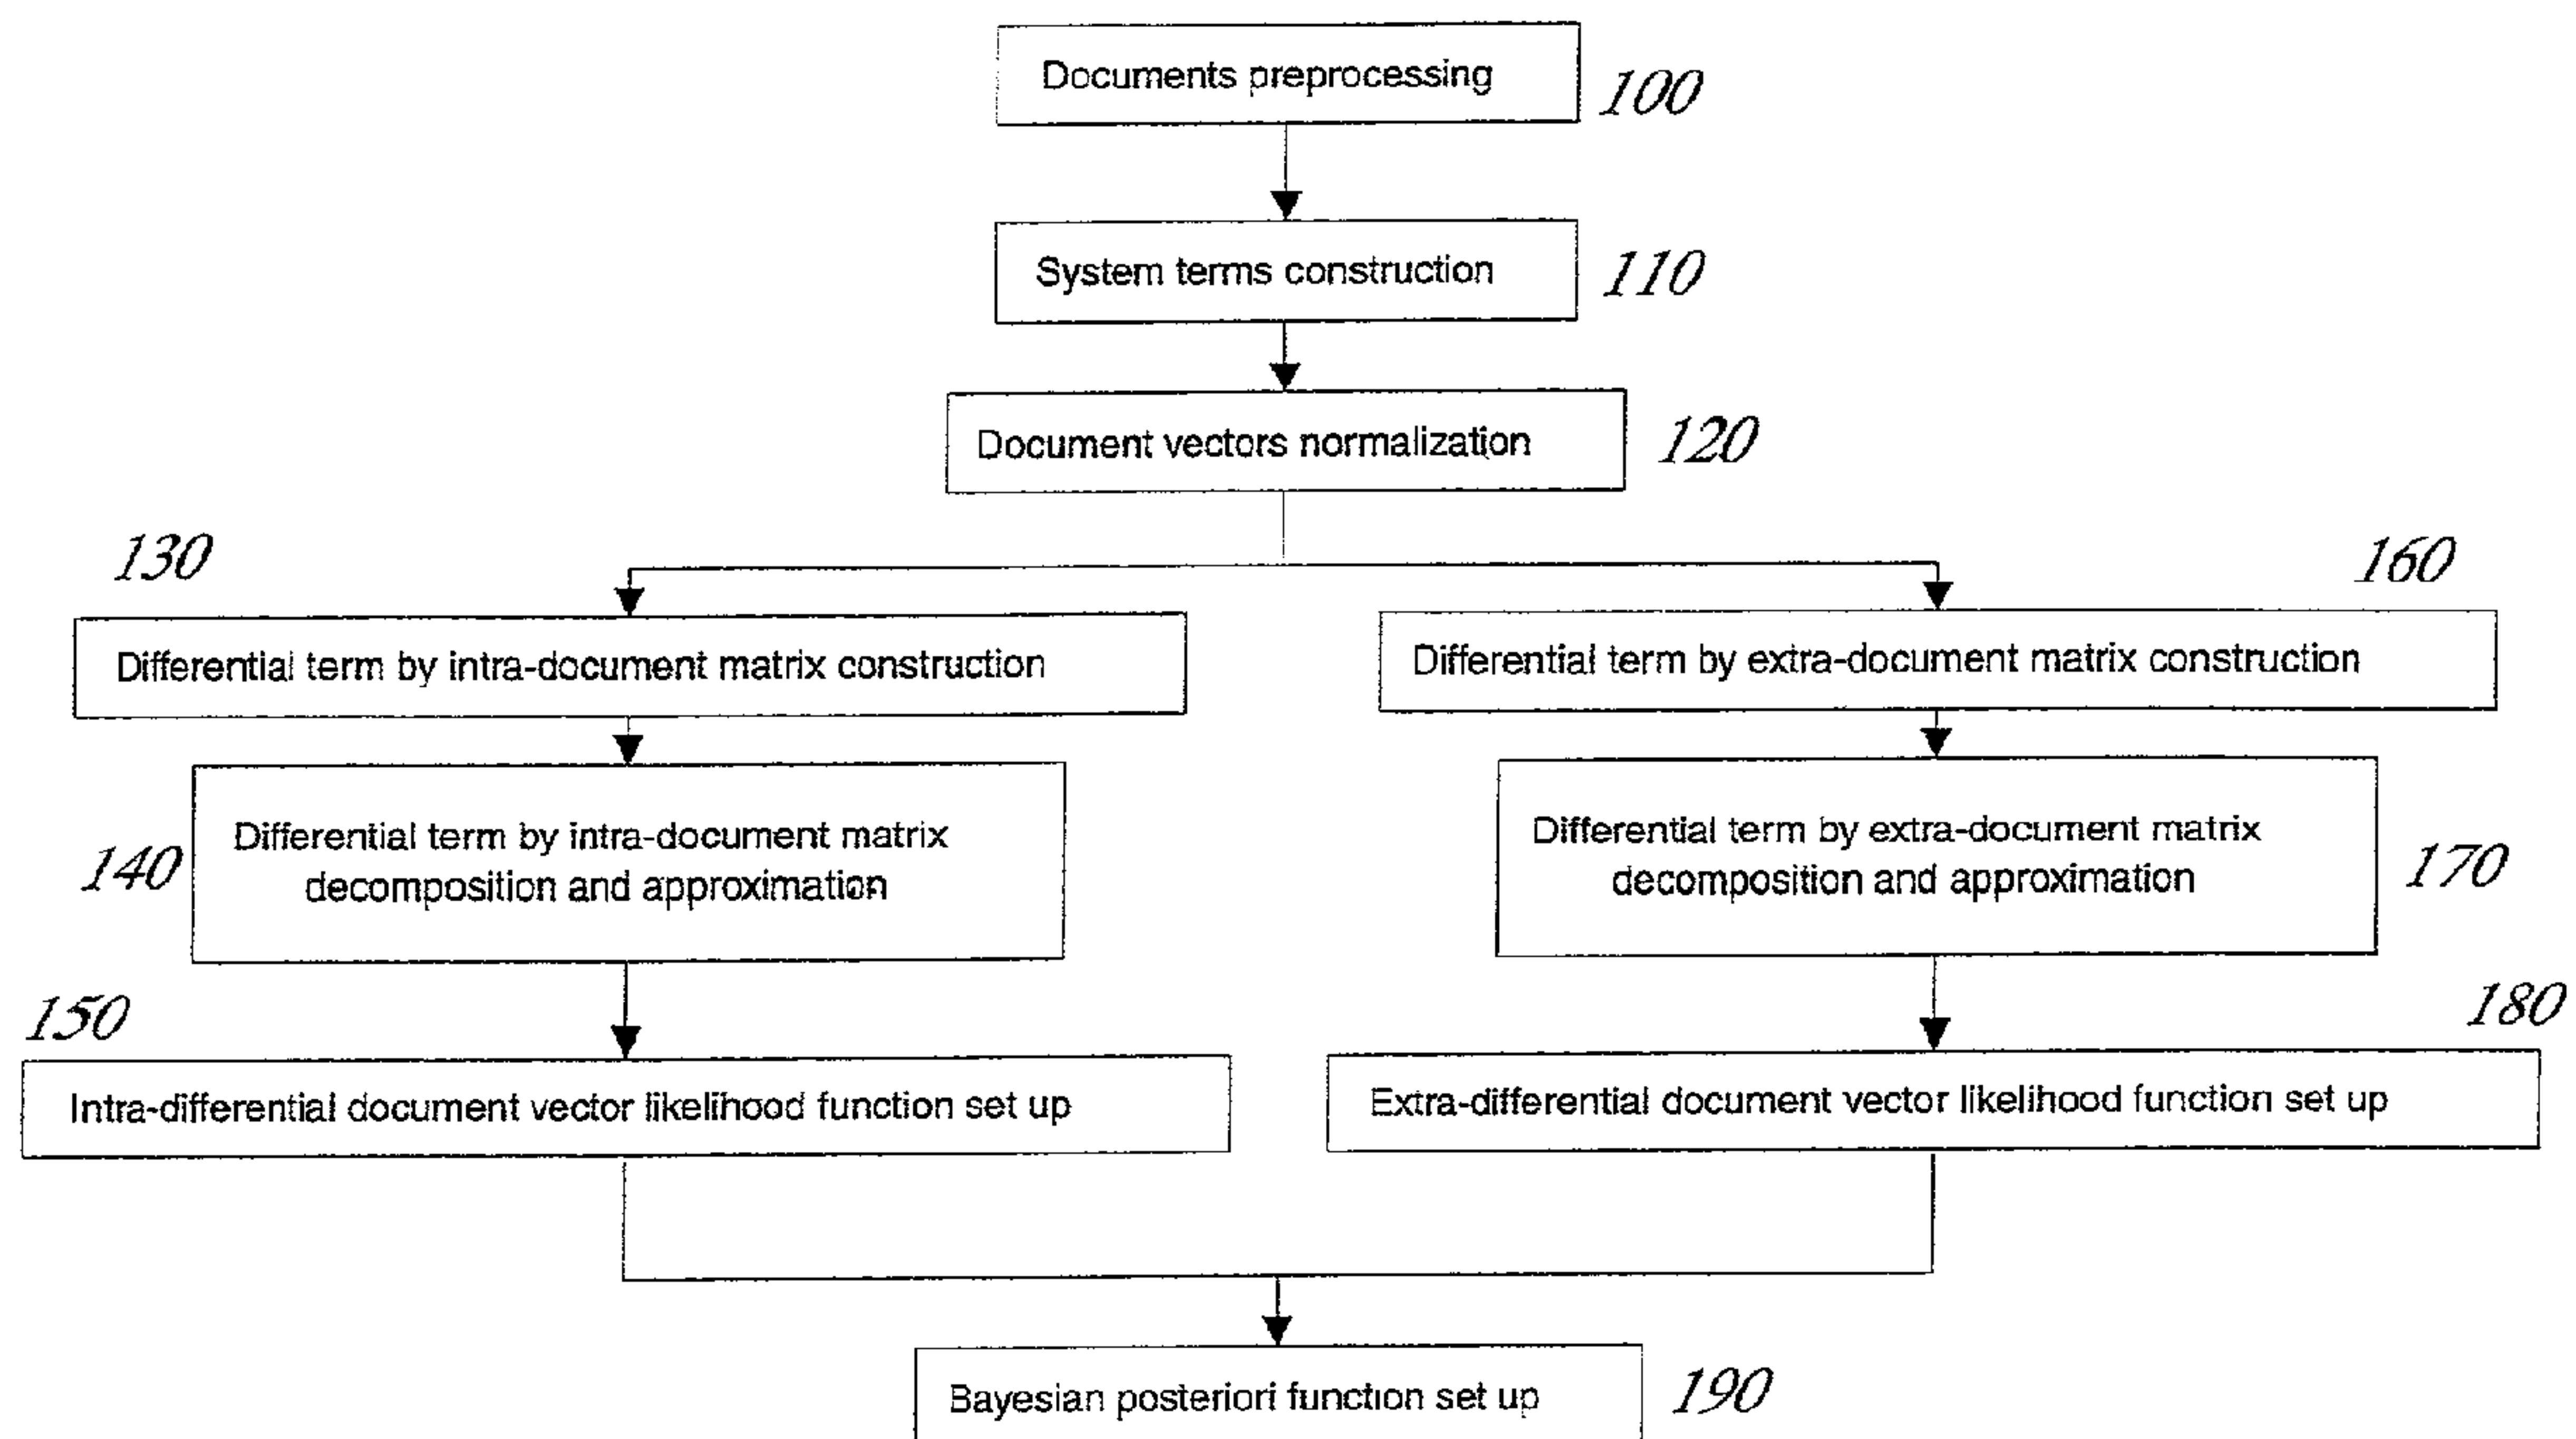 Documents preprocessing
100
System terms construction
110
Document vectors normalization
120
130
160
Differential term by intra-document matrix construction
Differential term by extra-document matrix construction
140
Differential term by intra-document matrix
decomposition and approximation
Differential term by extra-document matrix
decomposition and approximation
170
150
180
Intra-differential document vector likelihood function set up
Extra-differential document vector likelihood function set up
Bayesian posteriori function set up
190